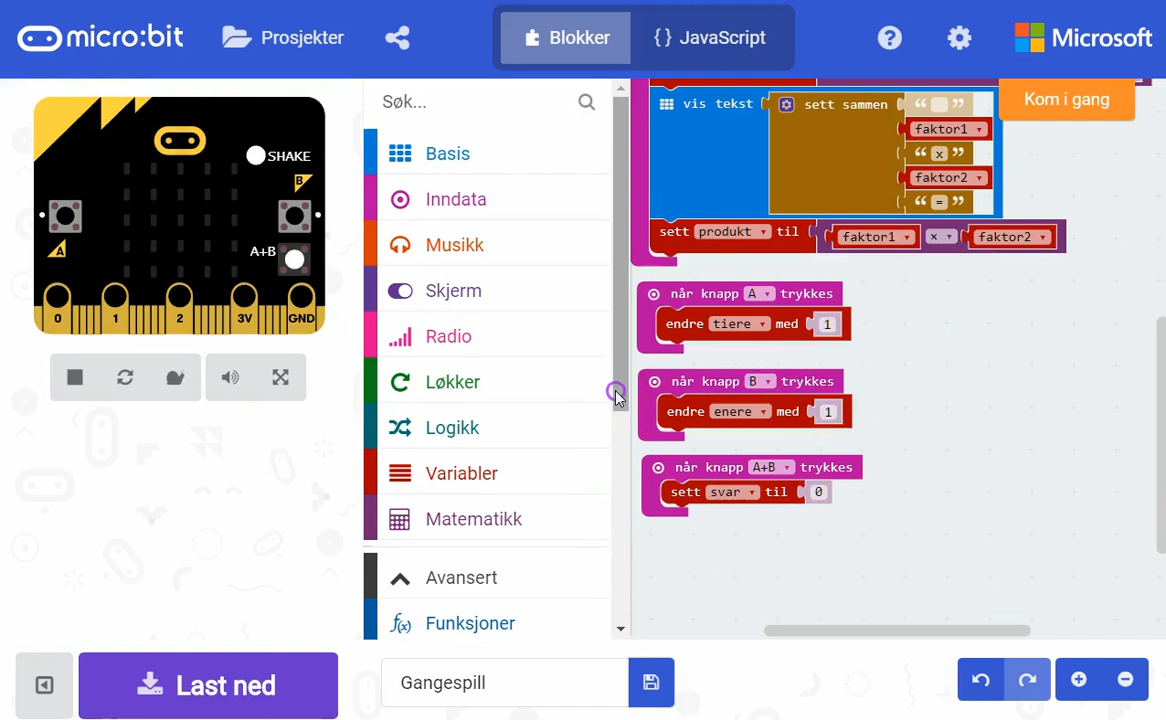 micro:bit
Prosjekter
Blokker
{ } JavaScript
Microsoft
Søk...
Kom i gang
SHAKE
B
A
A+B
0 1 2 3V GND
Basis
Inndata
Musikk
Skjerm
Radio
Løkker
Logikk
Variabler
Matematikk
Avansert
f(x) Funksjoner
vis tekst sett sammen “ ”
faktor1
“ x ”
faktor2
“ = ”
sett produkt til faktor1 × faktor2
når knapp A trykkes
endre tiere med 1
når knapp B trykkes
endre enere med 1
når knapp A+B trykkes
sett svar til 0
Last ned
Gangespill